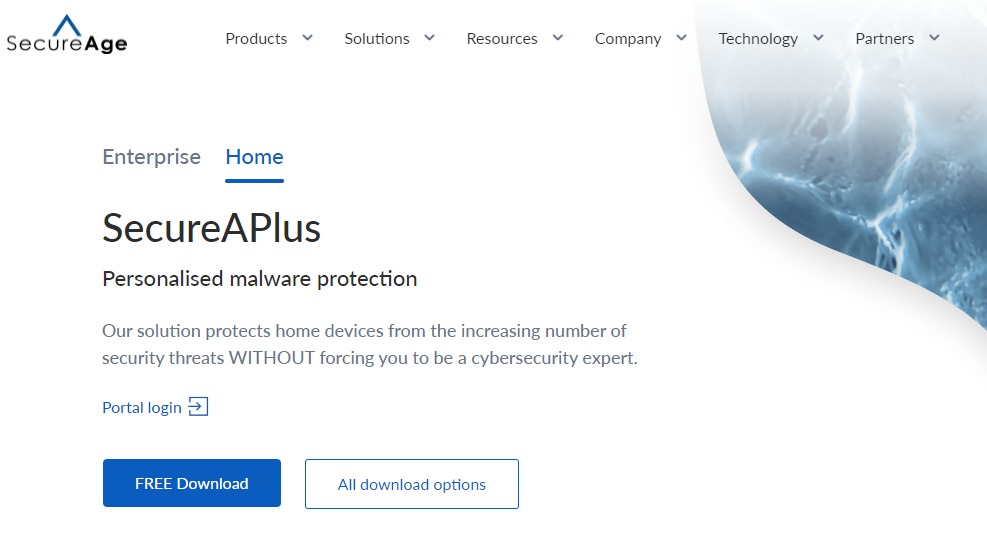 SecureAge
Products
Solutions
Resources
Company
Technology
Partners
Enterprise
Home
SecureAPlus
Personalised malware protection
Our solution protects home devices from the increasing number of
security threats WITHOUT forcing you to be a cybersecurity expert.
Portal login
FREE Download
All download options